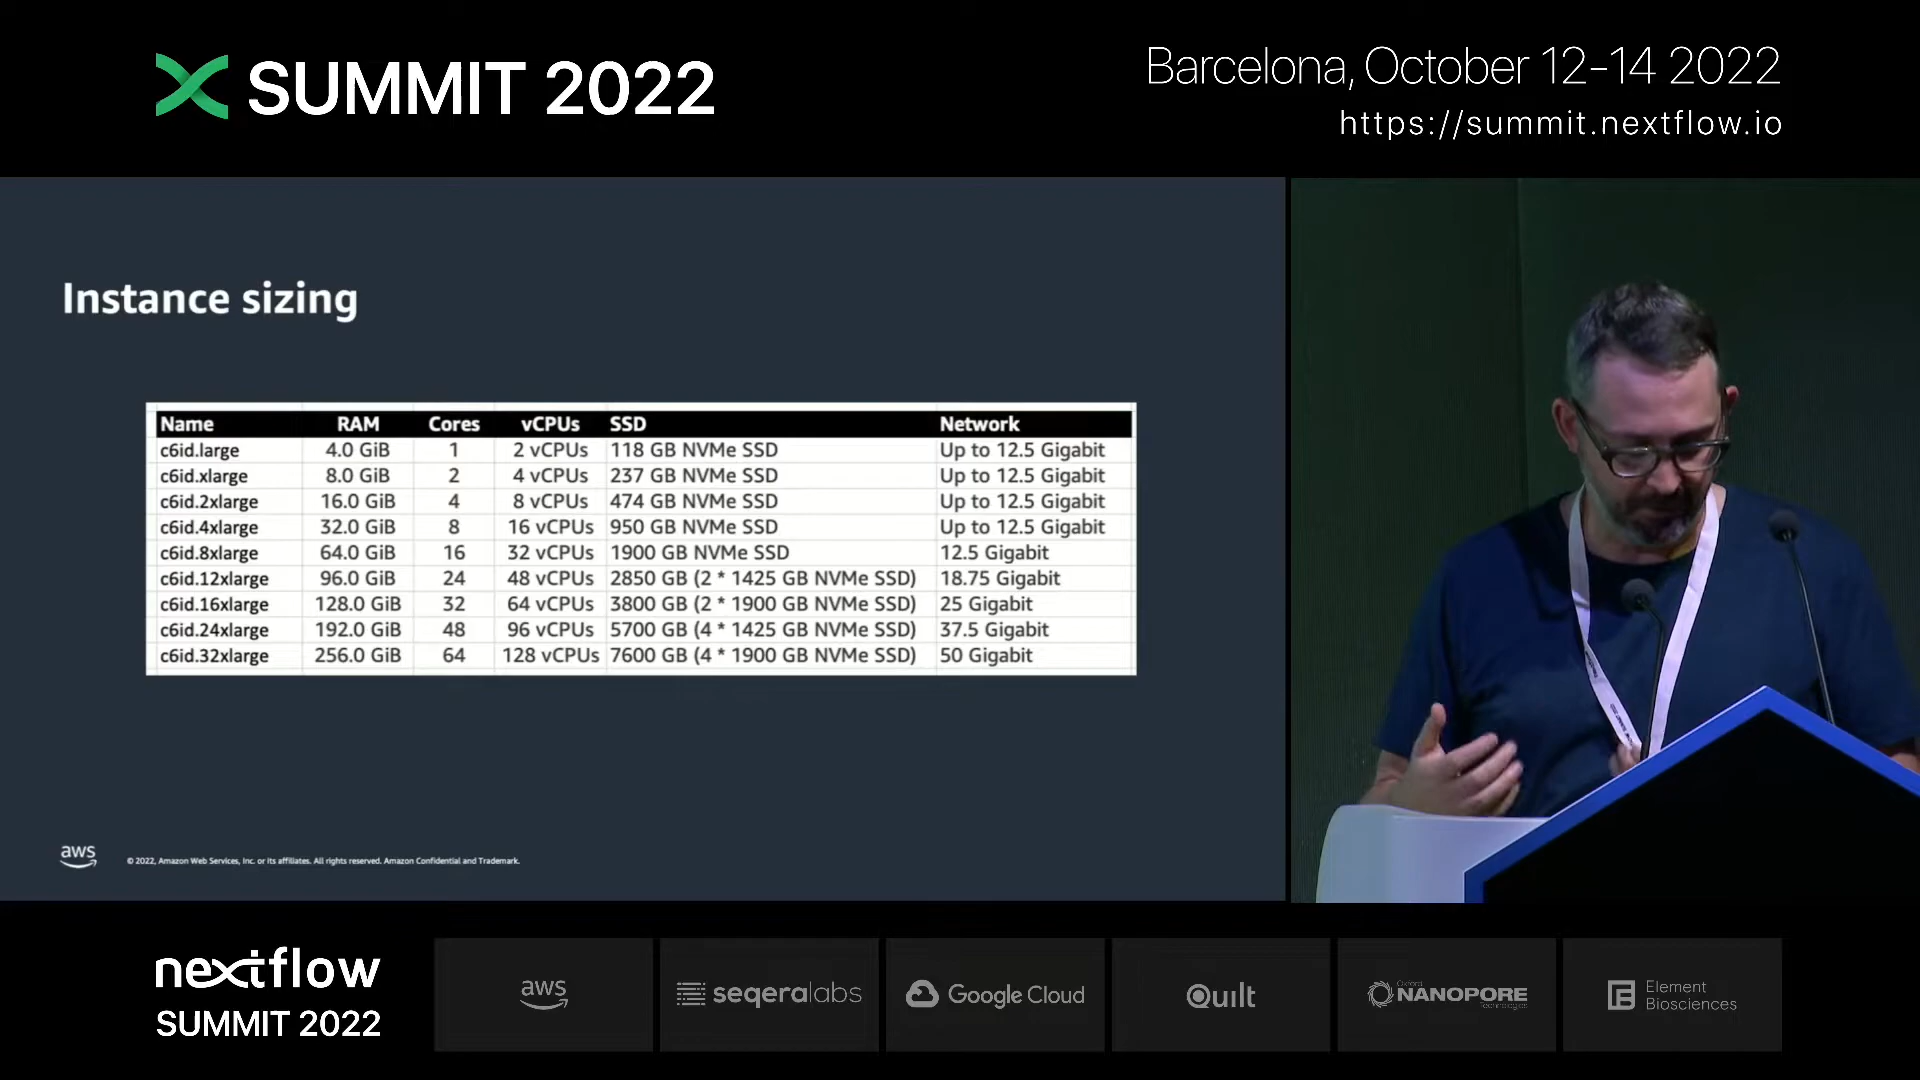 SUMMIT 2022
Barcelona, October 12-14 2022
https://summit.nextflow.io
Instance sizing
Name RAM Cores vCPUs SSD Network
c6id.large 4.0 GiB 1 2 vCPUs 118 GB NVMe SSD Up to 12.5 Gigabit
c6id.xlarge 8.0 GiB 2 4 vCPUs 237 GB NVMe SSD Up to 12.5 Gigabit
c6id.2xlarge 16.0 GiB 4 8 vCPUs 474 GB NVMe SSD Up to 12.5 Gigabit
c6id.4xlarge 32.0 GiB 8 16 vCPUs 950 GB NVMe SSD Up to 12.5 Gigabit
c6id.8xlarge 64.0 GiB 16 32 vCPUs 1900 GB NVMe SSD 12.5 Gigabit
c6id.12xlarge 96.0 GiB 24 48 vCPUs 2850 GB (2 * 1425 GB NVMe SSD) 18.75 Gigabit
c6id.16xlarge 128.0 GiB 32 64 vCPUs 3800 GB (2 * 1900 GB NVMe SSD) 25 Gigabit
c6id.24xlarge 192.0 GiB 48 96 vCPUs 5700 GB (4 * 1425 GB NVMe SSD) 37.5 Gigabit
c6id.32xlarge 256.0 GiB 64 128 vCPUs 7600 GB (4 * 1900 GB NVMe SSD) 50 Gigabit
aws
© 2022, Amazon Web Services, Inc. or its affiliates. All rights reserved. Amazon Confidential and Trademark.
nextflow
SUMMIT 2022
aws
seqeralabs
Google Cloud
Quilt
Oxford
NANOPORE
Technologies
Element
Biosciences